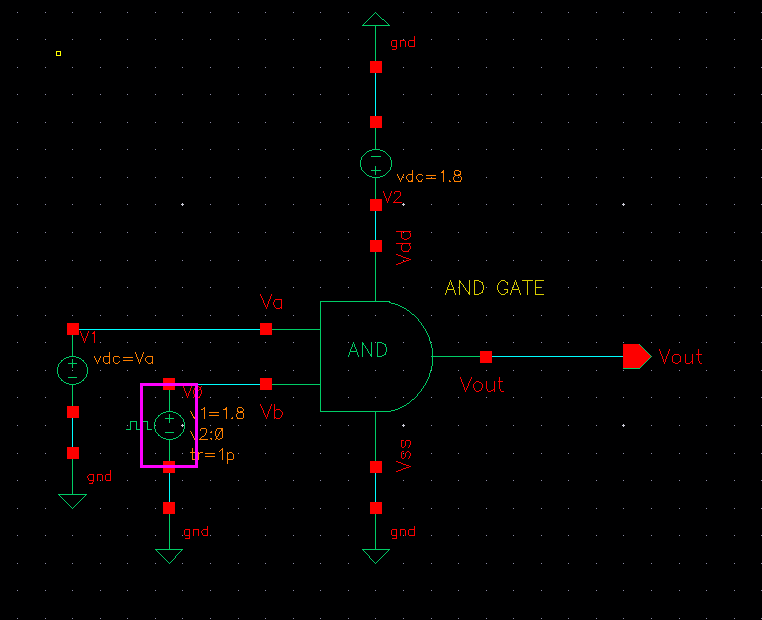 gnd
vdc=1.8
V2
Vdd
AND GATE
Va
V1
vdc=Va
AND
Vout
Vout
V0
v1=1.8
Vb
v2:0
tr=1p
Vss
gnd
gnd
gnd